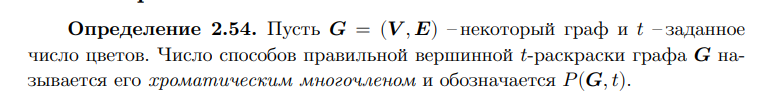 Определение 2.54. Пусть G = (V, E) – некоторый граф и t – заданное
число цветов. Число способов правильной вершинной t-раскраски графа G на-
зывается его хроматическим многочленом и обозначается P(G, t).